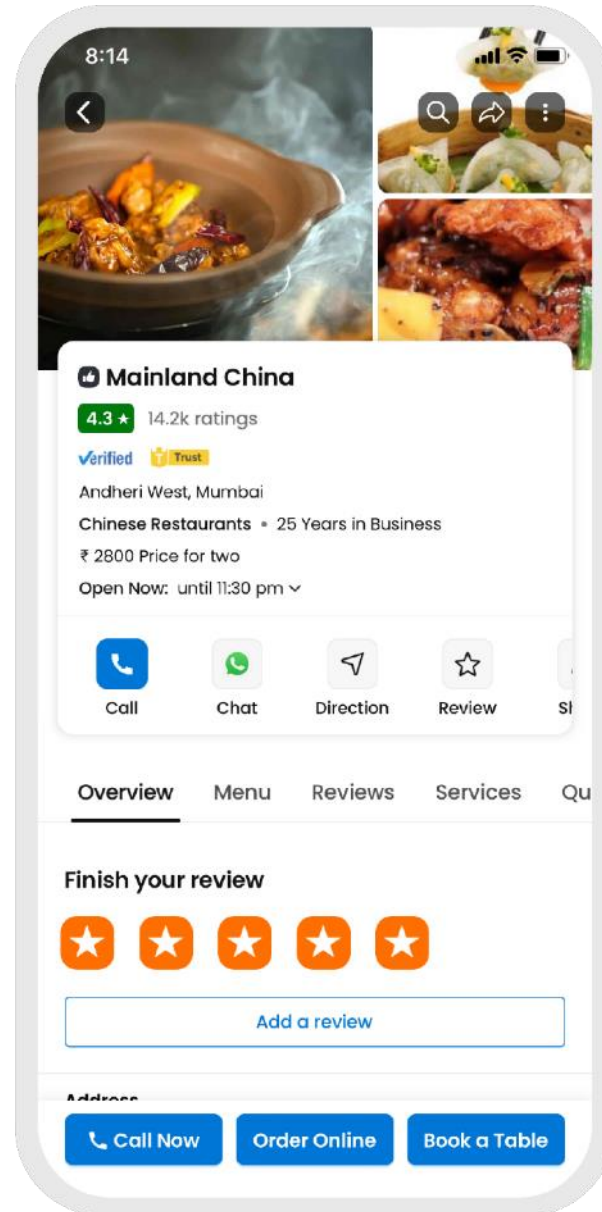 8:14
Mainland China
4.3 ★ 14.2k ratings
Verified Trust
Andheri West, Mumbai
Chinese Restaurants • 25 Years in Business
₹ 2800 Price for two
Open Now: until 11:30 pm
Call Chat Direction Review
Overview Menu Reviews Services Qu
Finish your review
Add a review
Address
Call Now Order Online Book a Table